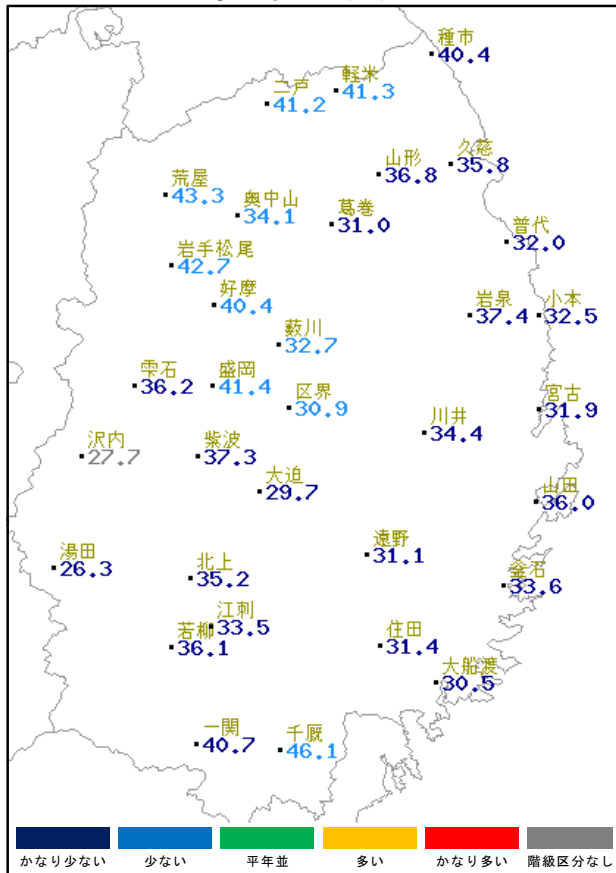 種市
40.4
軽米
41.3
二戸
41.2
久慈
35.8
山形
36.8
荒屋
43.3
奥中山
34.1
葛巻
31.0
普代
32.0
岩手松尾
42.7
好摩
40.4
岩泉
37.4
小本
32.5
薮川
32.7
雫石
36.2
盛岡
41.4
区界
30.9
宮古
31.9
川井
34.4
沢内
27.7
紫波
37.3
大迫
29.7
山田
36.0
遠野
31.1
湯田
26.3
北上
35.2
釜石
33.6
江刺
33.5
若柳
36.1
住田
31.4
大船渡
30.5
一関
40.7
千厩
46.1
かなり少ない 少ない 平年並 多い かなり多い 階級区分なし